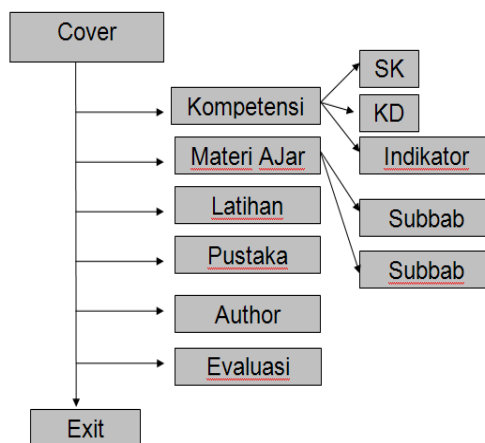 Cover
SK
Kompetensi
KD
Materi AJar
Indikator
Latihan
Subbab
Pustaka
Subbab
Author
Evaluasi
Exit